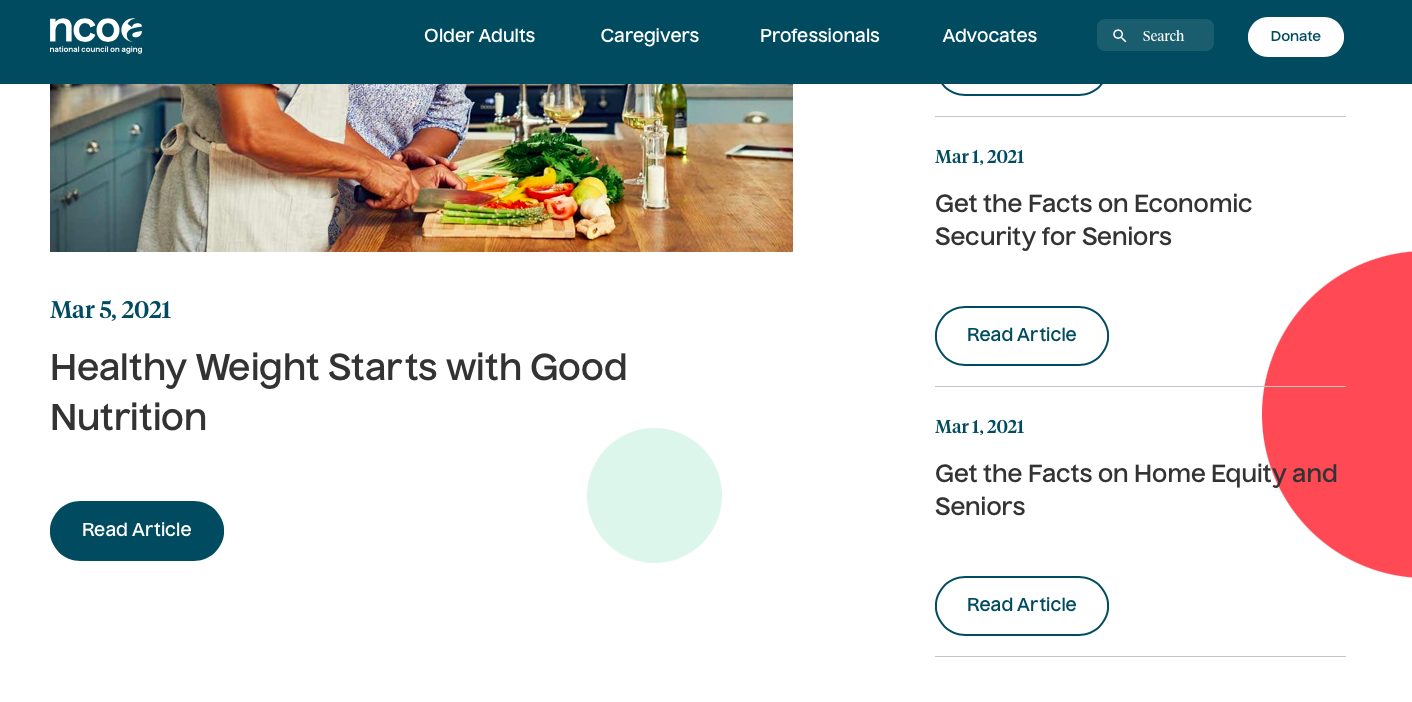 ncoa
national council on aging
Older Adults
Caregivers
Professionals
Advocates
Search
Donate
Mar 5, 2021
Healthy Weight Starts with Good
Nutrition
Read Article
Mar 1, 2021
Get the Facts on Economic
Security for Seniors
Read Article
Mar 1, 2021
Get the Facts on Home Equity and
Seniors
Read Article